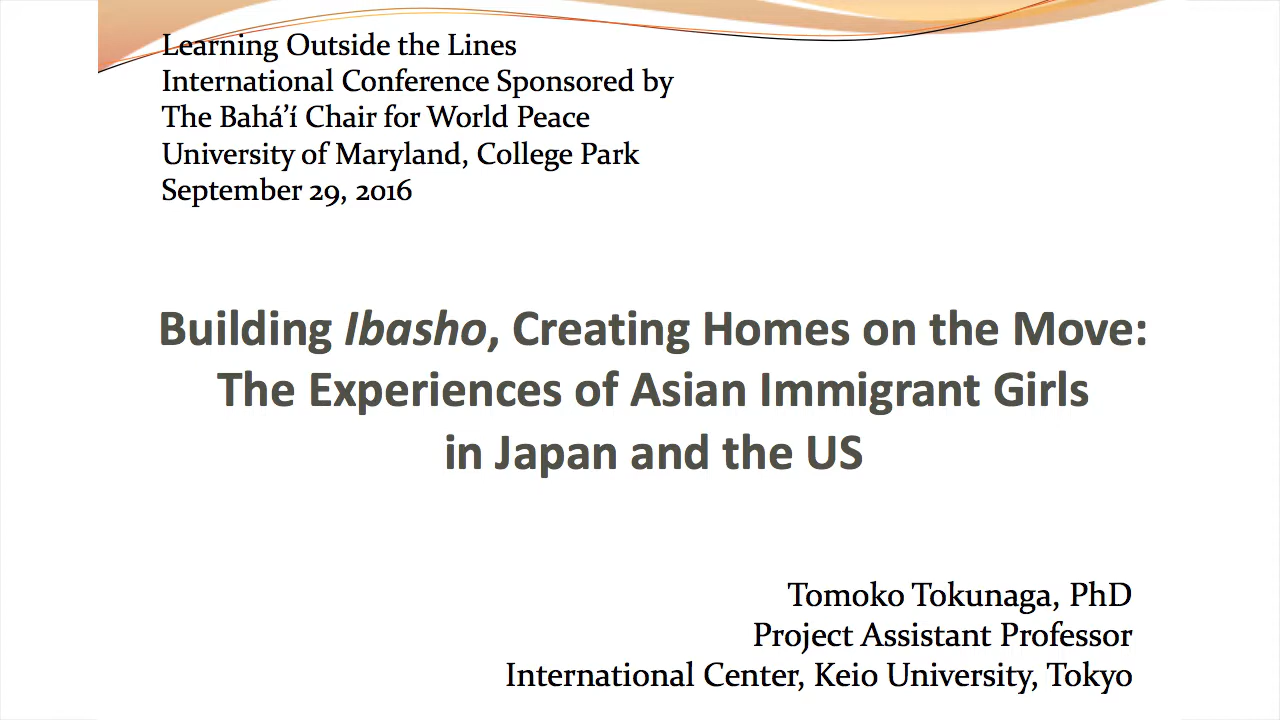 Learning Outside the Lines
International Conference Sponsored by
The Bahá’í Chair for World Peace
University of Maryland, College Park
September 29, 2016
Building Ibasho, Creating Homes on the Move:
The Experiences of Asian Immigrant Girls
in Japan and the US
Tomoko Tokunaga, PhD
Project Assistant Professor
International Center, Keio University, Tokyo